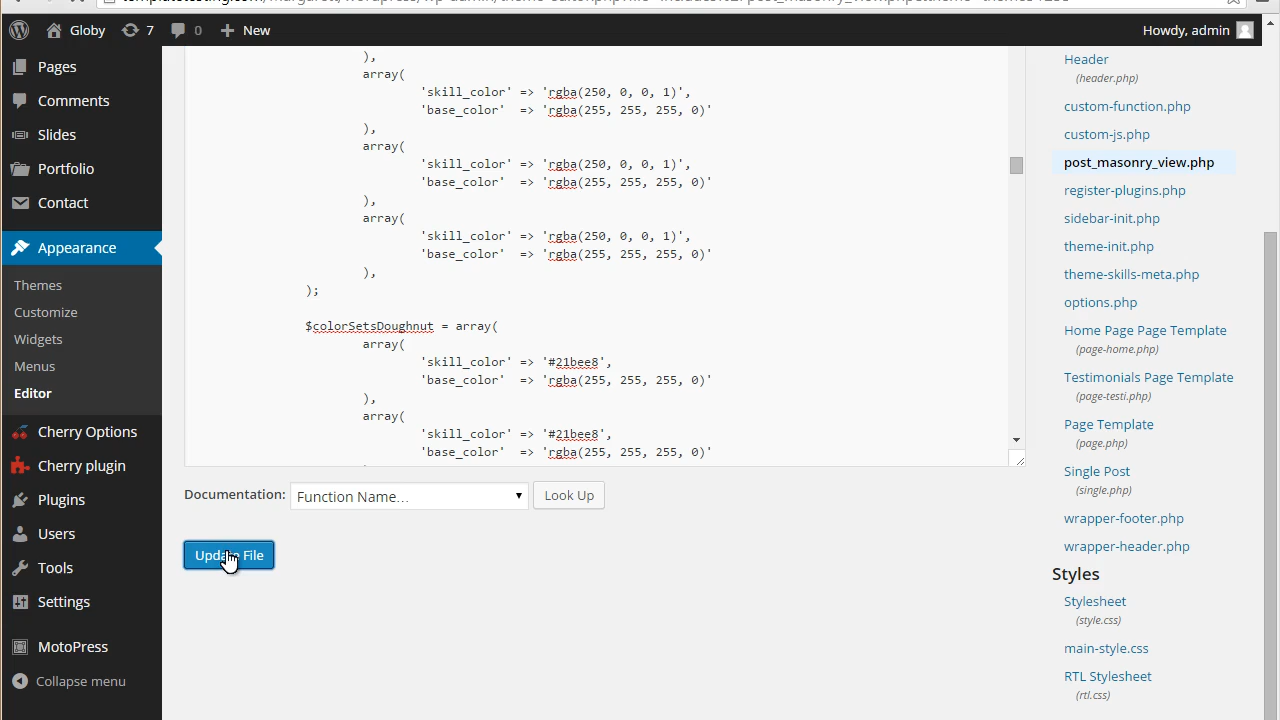 Globy 7 0 New Howdy, admin
Pages
Comments
Slides
Portfolio
Contact
Appearance
Themes
Customize
Widgets
Menus
Editor
Cherry Options
Cherry plugin
Plugins
Users
Tools
Settings
MotoPress
Collapse menu
),
array(
'skill_color' => 'rgba(250, 0, 0, 1)',
'base_color' => 'rgba(255, 255, 255, 0)'
),
array(
'skill_color' => 'rgba(250, 0, 0, 1)',
'base_color' => 'rgba(255, 255, 255, 0)'
),
array(
'skill_color' => 'rgba(250, 0, 0, 1)',
'base_color' => 'rgba(255, 255, 255, 0)'
),
);
$colorSetsDoughnut = array(
array(
'skill_color' => '#21bee8',
'base_color' => 'rgba(255, 255, 255, 0)'
),
array(
'skill_color' => '#21bee8',
'base_color' => 'rgba(255, 255, 255, 0)'
Documentation: Function Name... Look Up
Update File
Header
(header.php)
custom-function.php
custom-js.php
post_masonry_view.php
register-plugins.php
sidebar-init.php
theme-init.php
theme-skills-meta.php
options.php
Home Page Page Template
(page-home.php)
Testimonials Page Template
(page-testi.php)
Page Template
(page.php)
Single Post
(single.php)
wrapper-footer.php
wrapper-header.php
Styles
Stylesheet
(style.css)
main-style.css
RTL Stylesheet
(rtl.css)